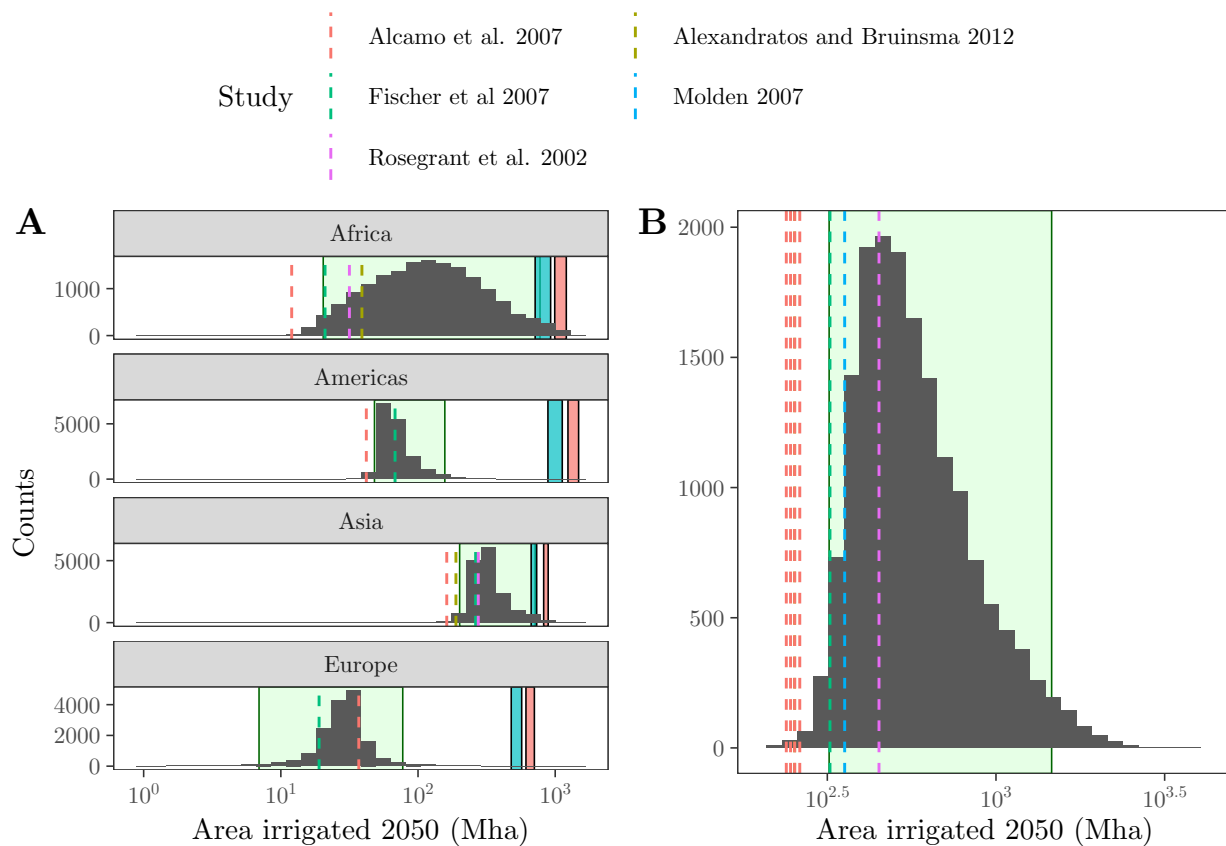 Study
Alcamo et al. 2007
Alexandratos and Bruinsma 2012
Fischer et al 2007
Molden 2007
Rosegrant et al. 2002
A
Africa
1000
0
Americas
5000
0
Asia
5000
0
Europe
4000
2000
0
Counts
10^0 10^1 10^2 10^3
Area irrigated 2050 (Mha)
B
2000
1500
1000
500
0
10^2.5 10^3 10^3.5
Area irrigated 2050 (Mha)